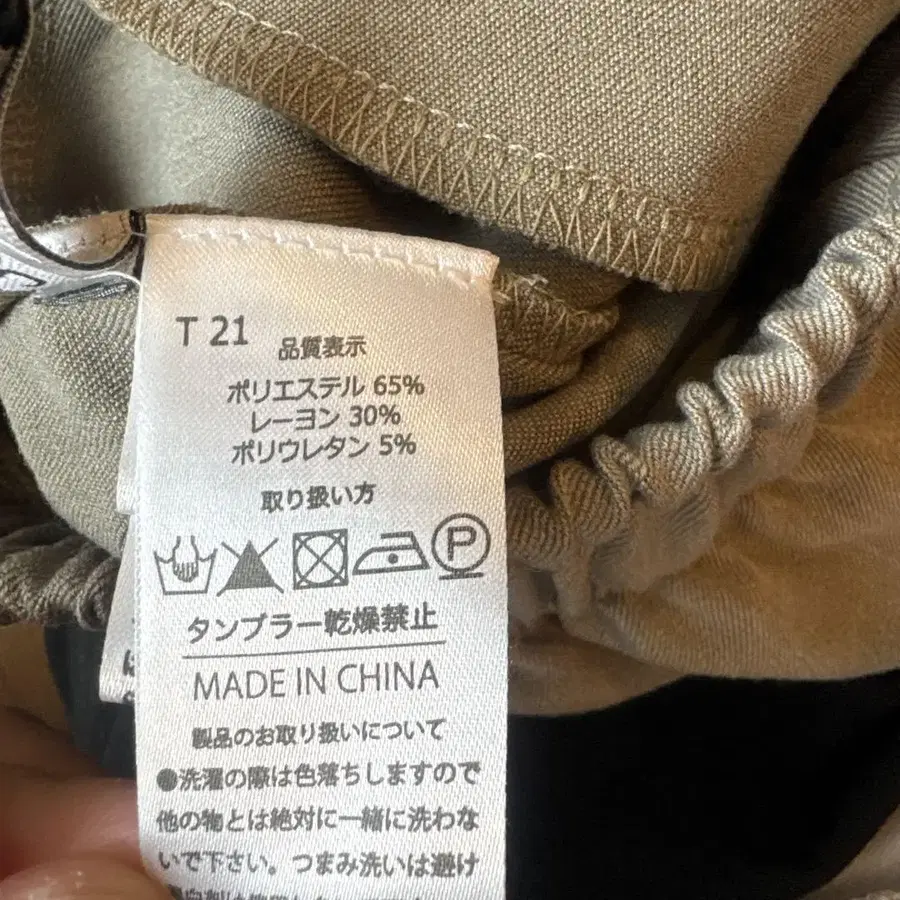 T 21
品質表示
ポリエステル 65%
レーヨン 30%
ポリウレタン 5%
取り扱い方
P
タンブラー乾燥禁止
MADE IN CHINA
製品のお取り扱いについて
●洗濯の際は色落ちしますので
他の物とは絶対に一緒に洗わな
いで下さい。つまみ洗いは避け